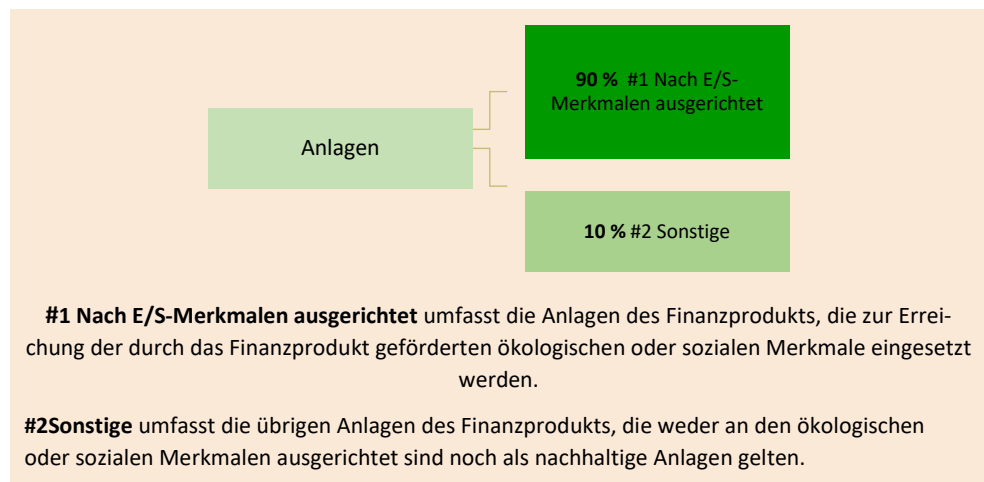 90 % #1 Nach E/S-
Merkmalen ausgerichtet
Anlagen
10 % #2 Sonstige
#1 Nach E/S-Merkmalen ausgerichtet umfasst die Anlagen des Finanzprodukts, die zur Errei-
chung der durch das Finanzprodukt geförderten ökologischen oder sozialen Merkmale eingesetzt
werden.
#2Sonstige umfasst die übrigen Anlagen des Finanzprodukts, die weder an den ökologischen
oder sozialen Merkmalen ausgerichtet sind noch als nachhaltige Anlagen gelten.